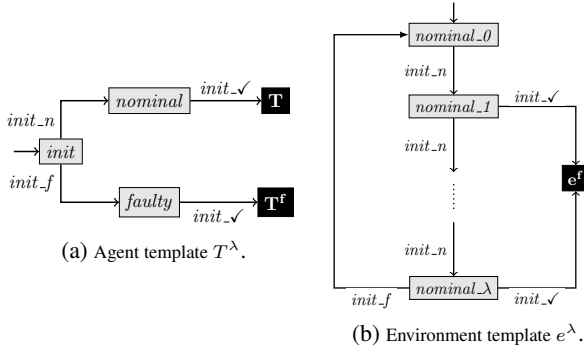 init_n
init
init_f
nominal
init_✓
T
faulty
init_✓
T^f
(a) Agent template T^λ.
nominal_0
init_n
nominal_1
init_✓
init_n
e^f
init_n
nominal_λ
init_f
init_✓
(b) Environment template e^λ.